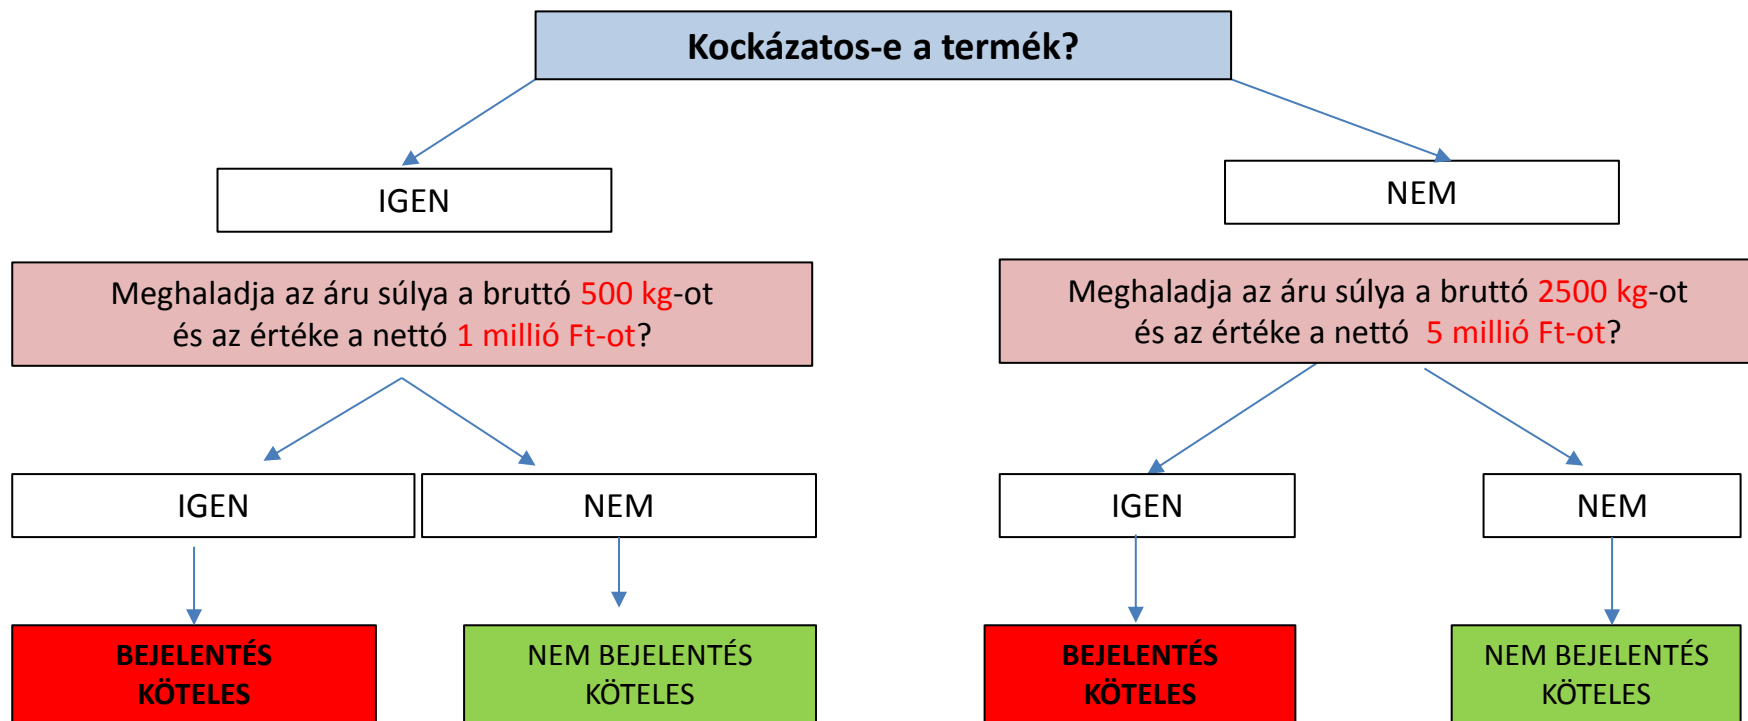 Kockázatos-e a termék?
IGEN
NEM
Meghaladja az áru súlya a bruttó 500 kg-ot
és az értéke a nettó 1 millió Ft-ot?
Meghaladja az áru súlya a bruttó 2500 kg-ot
és az értéke a nettó 5 millió Ft-ot?
IGEN
NEM
IGEN
NEM
BEJELENTÉS
KÖTELES
NEM BEJELENTÉS
KÖTELES
BEJELENTÉS
KÖTELES
NEM BEJELENTÉS
KÖTELES